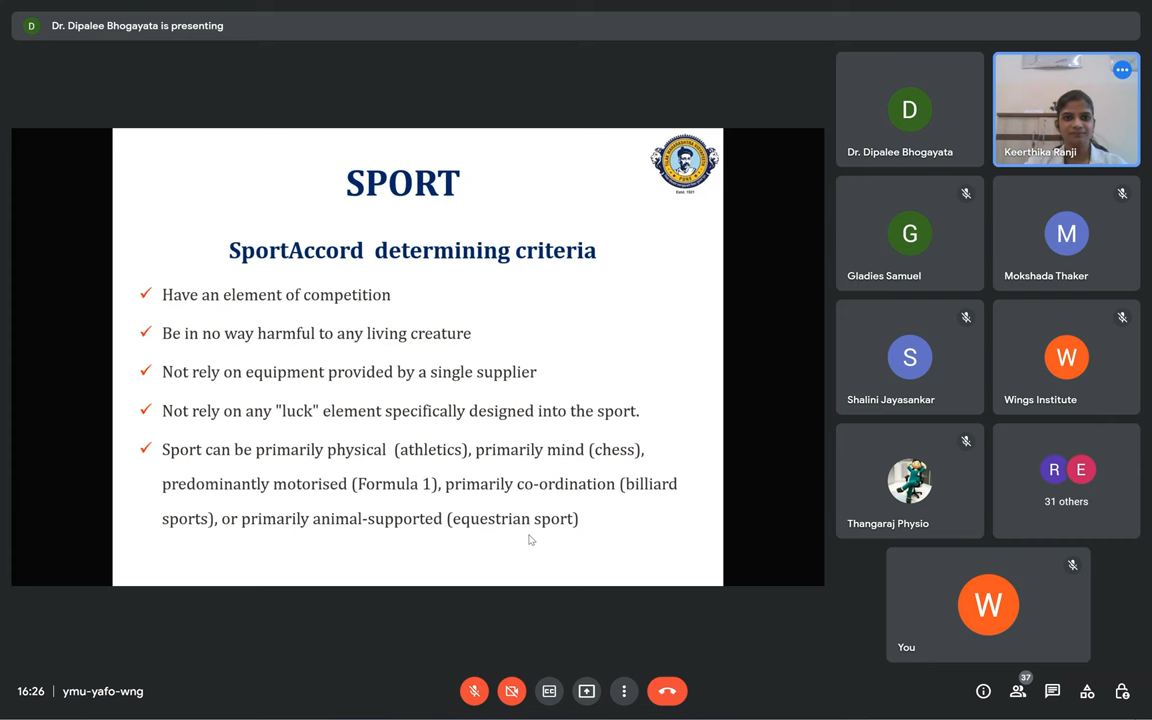 D Dr. Dipalee Bhogayata is presenting
SPORT
SportAccord determining criteria
Have an element of competition
Be in no way harmful to any living creature
Not rely on equipment provided by a single supplier
Not rely on any "luck" element specifically designed into the sport.
Sport can be primarily physical (athletics), primarily mind (chess),
predominantly motorised (Formula 1), primarily co-ordination (billiard
sports), or primarily animal-supported (equestrian sport)
D
Dr. Dipalee Bhogayata
Keerthika Ranji
G
Gladies Samuel
M
Mokshada Thaker
S
Shalini Jayasankar
W
Wings Institute
Thangaraj Physio
R E
31 others
W
You
16:26 | ymu-yafo-wng
CC
37